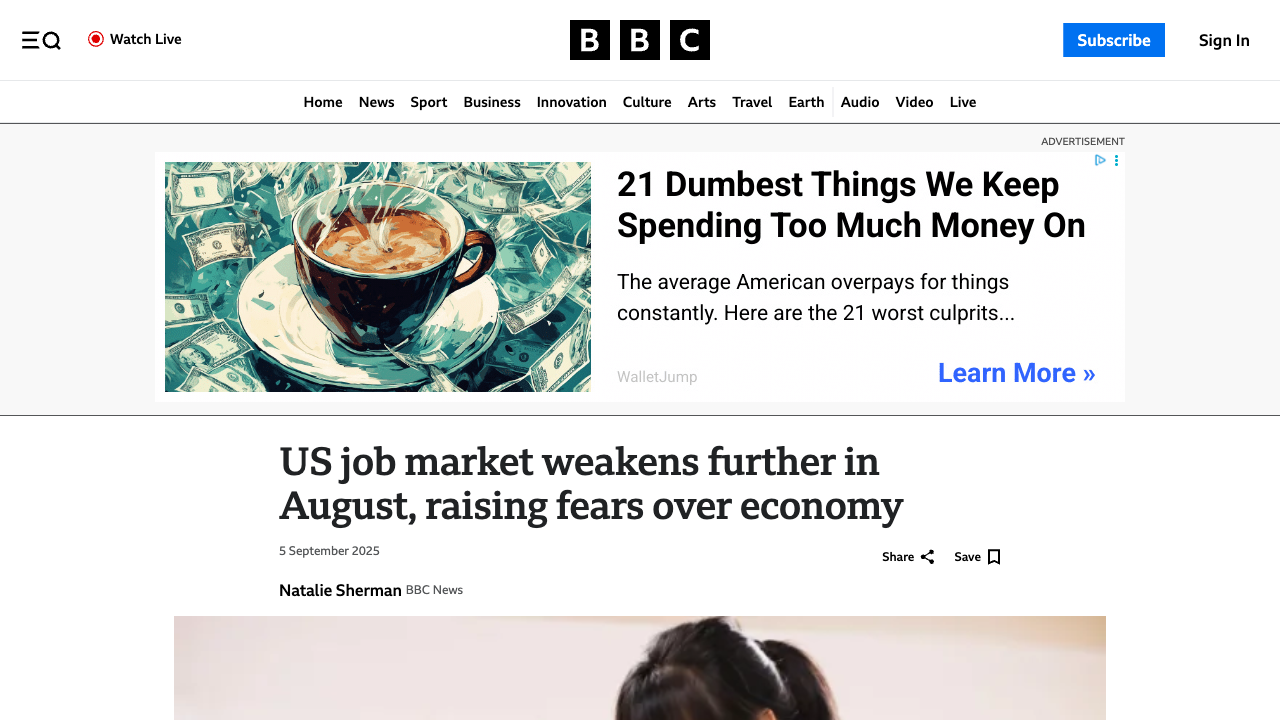 Watch Live
BBC
Subscribe
Sign In
Home News Sport Business Innovation Culture Arts Travel Earth Audio Video Live
ADVERTISEMENT
21 Dumbest Things We Keep
Spending Too Much Money On
The average American overpays for things
constantly. Here are the 21 worst culprits...
WalletJump
Learn More »
US job market weakens further in
August, raising fears over economy
5 September 2025
Share
Save
Natalie Sherman BBC News